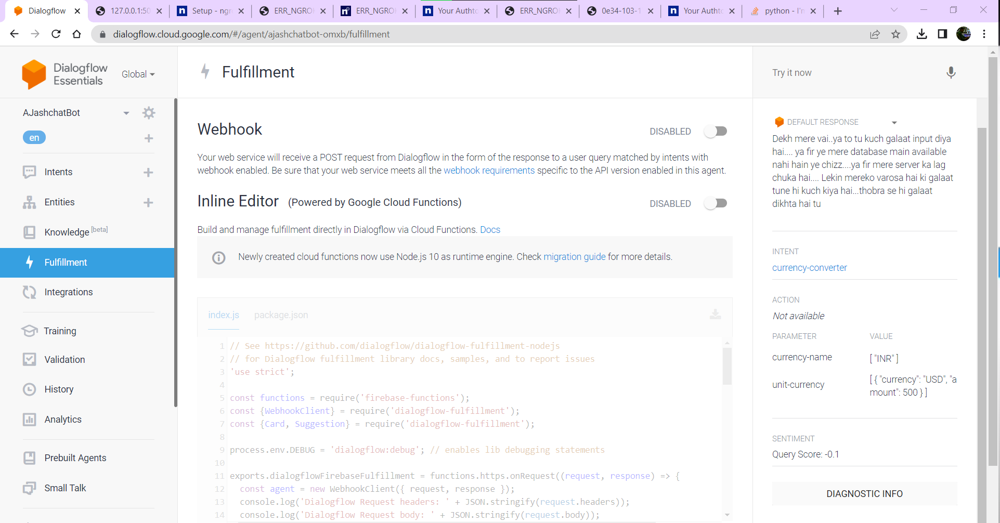 Dialogflow
127.0.0.1:50
Setup - ngro
ERR_NGROK
ERR_NGROK
Your Authto
ERR_NGROK
0e34-103-1
Your Authto
python - I'm
dialogflow.cloud.google.com/#/agent/ajashchatbot-omxb/fulfillment
Dialogflow
Essentials
Global
AJashchatBot
en
Intents
Entities
Knowledge [beta]
Fulfillment
Integrations
Training
Validation
History
Analytics
Prebuilt Agents
Small Talk
Fulfillment
Webhook
DISABLED
Your web service will receive a POST request from Dialogflow in the form of the response to a user query matched by intents with
webhook enabled. Be sure that your web service meets all the webhook requirements specific to the API version enabled in this agent.
Inline Editor (Powered by Google Cloud Functions)
DISABLED
Build and manage fulfillment directly in Dialogflow via Cloud Functions. Docs
Newly created cloud functions now use Node.js 10 as runtime engine. Check migration guide for more details.
index.js package.json
1 // See https://github.com/dialogflow/dialogflow-fulfillment-nodejs
2 // for Dialogflow fulfillment library docs, samples, and to report issues
3 'use strict';
4
5 const functions = require('firebase-functions');
6 const {WebhookClient} = require('dialogflow-fulfillment');
7 const {Card, Suggestion} = require('dialogflow-fulfillment');
8
9 process.env.DEBUG = 'dialogflow:debug'; // enables lib debugging statements
10
11 exports.dialogflowFirebaseFulfillment = functions.https.onRequest((request, response) => {
12 const agent = new WebhookClient({ request, response });
13 console.log('Dialogflow Request headers: ' + JSON.stringify(request.headers));
14 console.log('Dialogflow Request body: ' + JSON.stringify(request.body));
Try it now
DEFAULT RESPONSE
Dekh mere vai..ya to tu kuch galaat input diya
hai.... ya fir ye mere database main available
nahi hain ye chizz....ya fir mere server ka lag
chuka hai.... Lekin mereko varosa hai ki galaat
tune hi kuch kiya hai...thobra se hi galaat
dikhta hai tu
INTENT
currency-converter
ACTION
Not available
PARAMETER VALUE
currency-name [ "INR" ]
unit-currency [ { "currency": "USD", "a
mount": 500 } ]
SENTIMENT
Query Score: -0.1
DIAGNOSTIC INFO